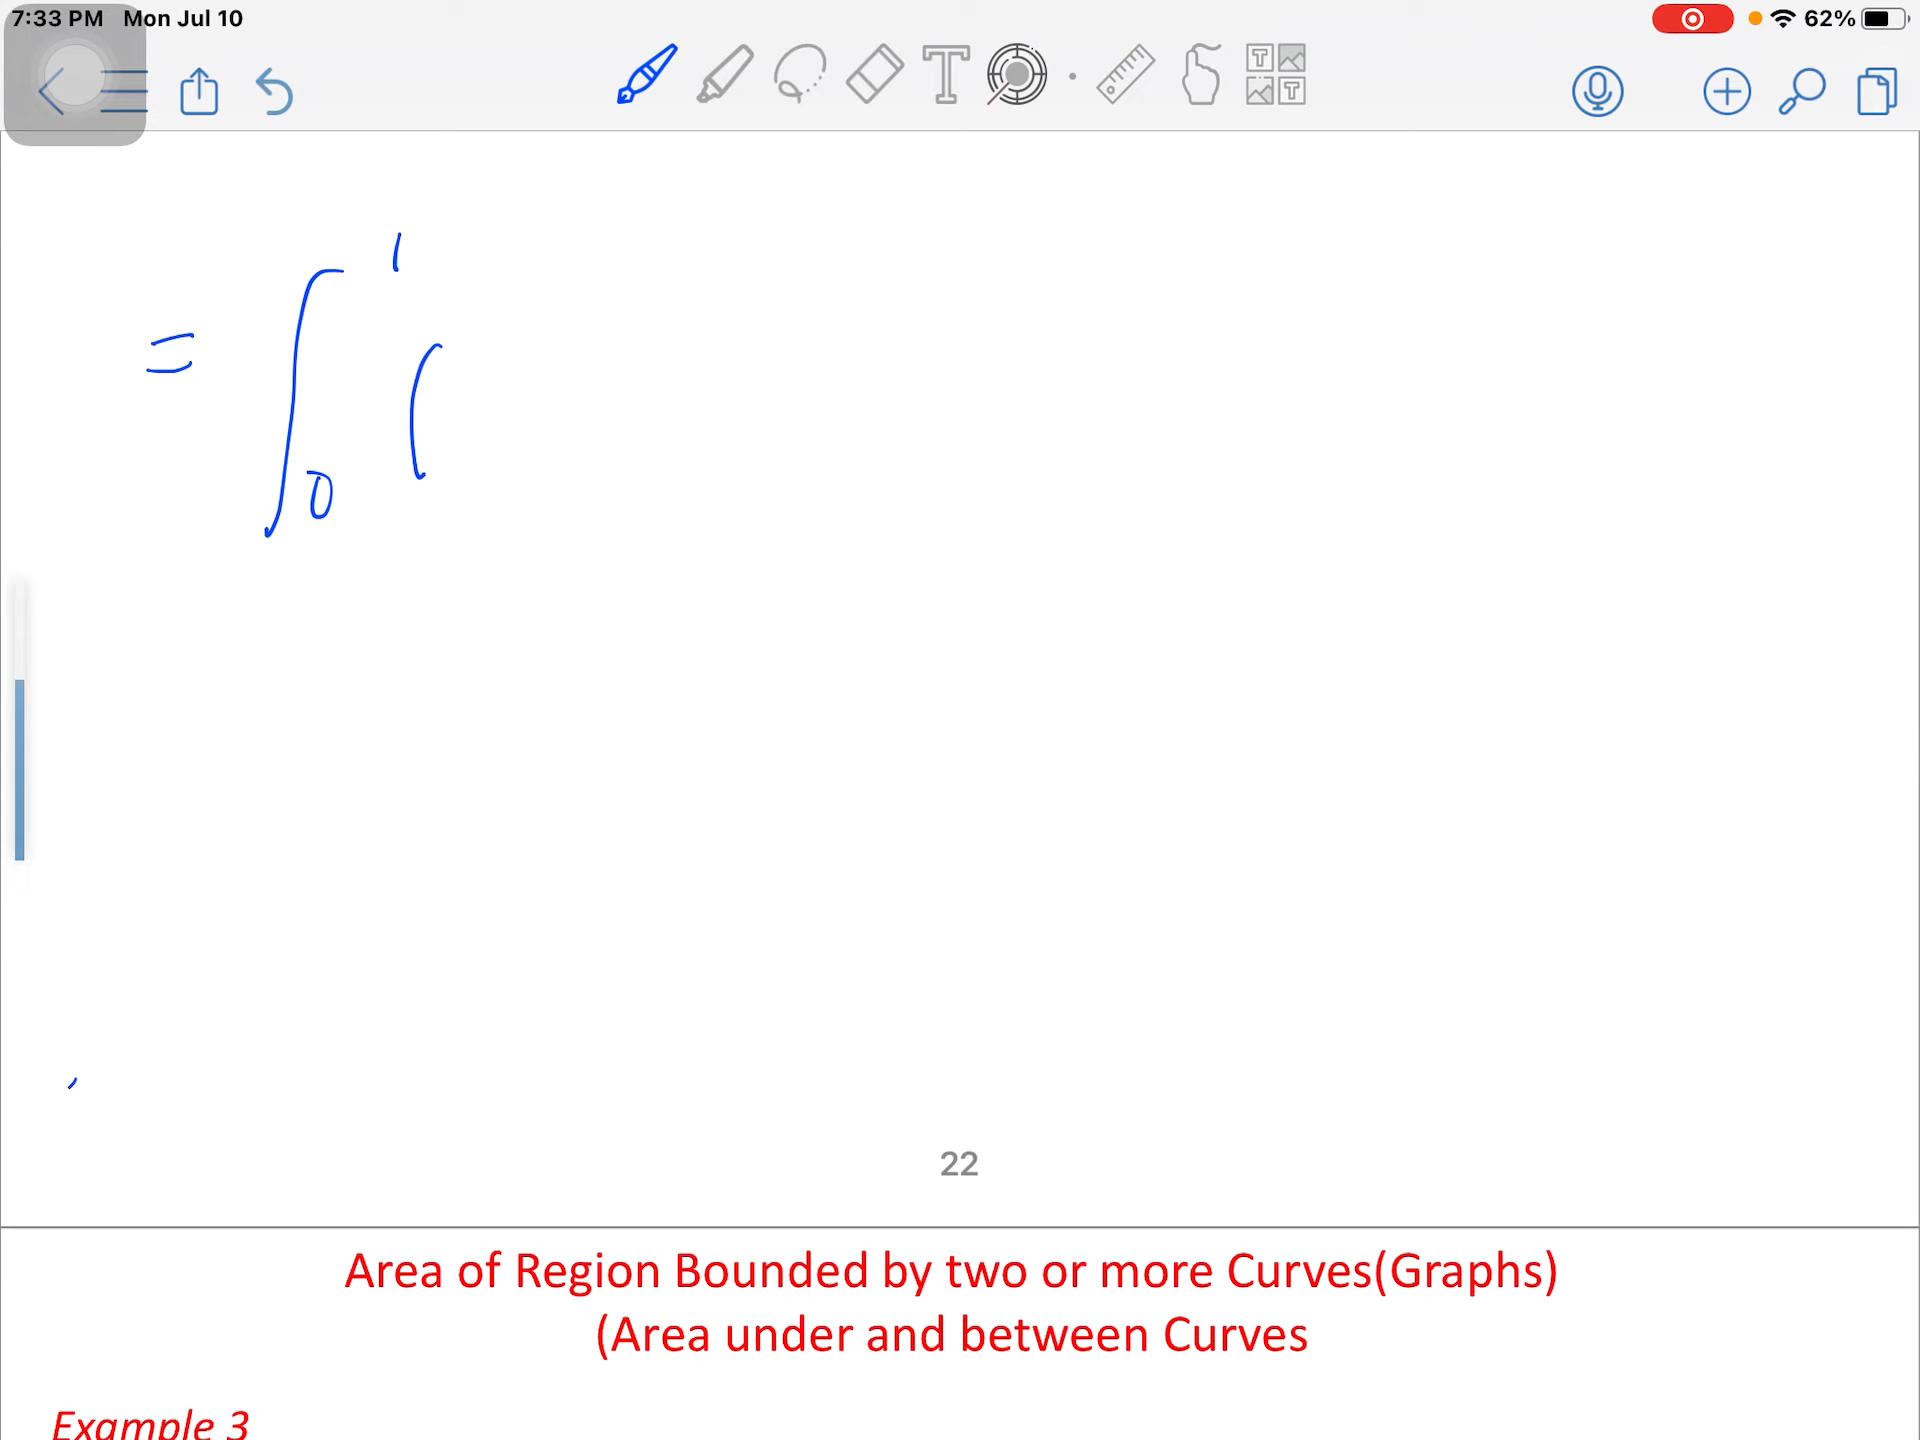 7:33 PM Mon Jul 10 62%
= ∫₀¹ (
22
Area of Region Bounded by two or more Curves(Graphs)
(Area under and between Curves
Example 3